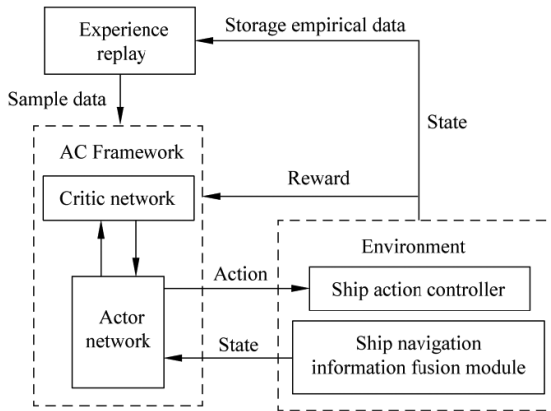 Experience
replay
Storage empirical data
Sample data
State
AC Framework
Reward
Critic network
Environment
Action
Ship action controller
Actor
network
State
Ship navigation
information fusion module